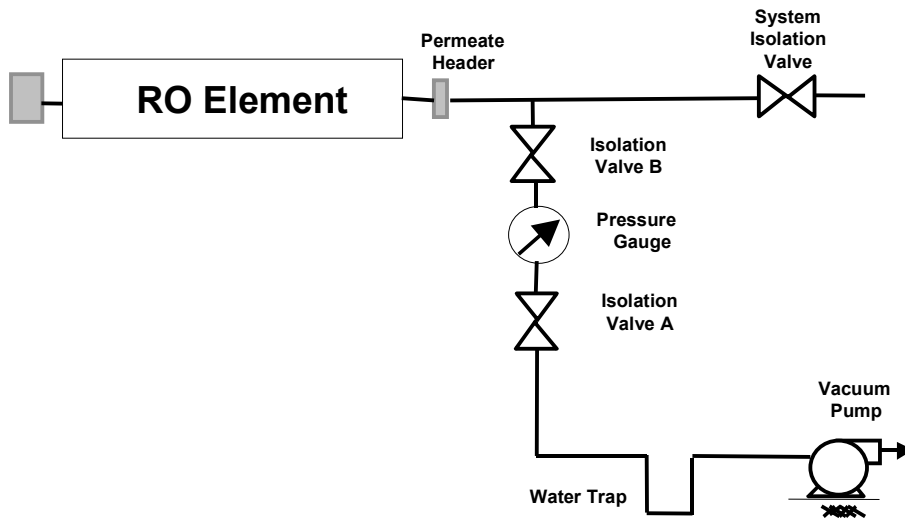 System
Isolation
Valve
Permeate
Header
RO Element
Isolation
Valve B
Pressure
Gauge
Isolation
Valve A
Vacuum
Pump
Water Trap